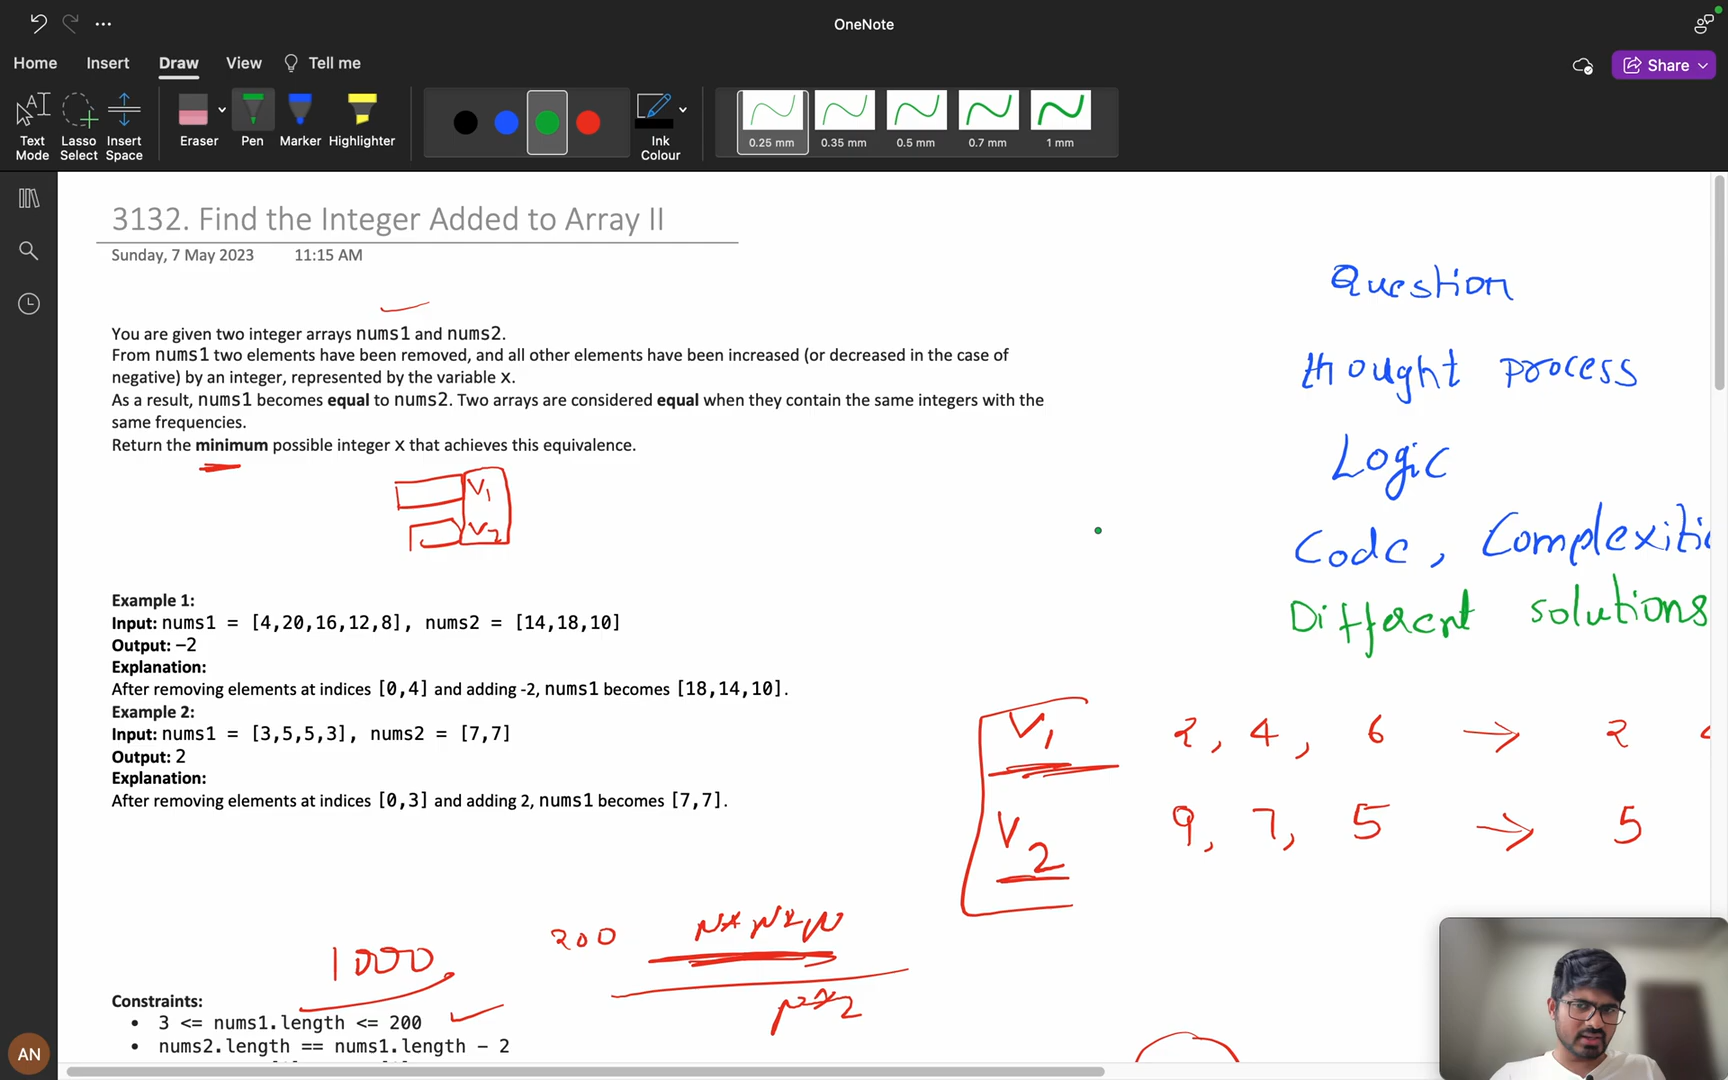 OneNote
Home Insert Draw View Tell me
Share
Text Mode
Lasso Select
Insert Space
Eraser
Pen
Marker
Highlighter
Ink Colour
0.25 mm
0.35 mm
0.5 mm
0.7 mm
1 mm
3132. Find the Integer Added to Array II
Sunday, 7 May 2023 11:15 AM
You are given two integer arrays nums1 and nums2.
From nums1 two elements have been removed, and all other elements have been increased (or decreased in the case of
negative) by an integer, represented by the variable x.
As a result, nums1 becomes equal to nums2. Two arrays are considered equal when they contain the same integers with the
same frequencies.
Return the minimum possible integer x that achieves this equivalence.
V1
V2
Question
thought process
Logic
Code, Complexiti
Different solutions
Example 1:
Input: nums1 = [4,20,16,12,8], nums2 = [14,18,10]
Output: -2
Explanation:
After removing elements at indices [0,4] and adding -2, nums1 becomes [18,14,10].
Example 2:
Input: nums1 = [3,5,5,3], nums2 = [7,7]
Output: 2
Explanation:
After removing elements at indices [0,3] and adding 2, nums1 becomes [7,7].
V1 2, 4, 6 → 2
V2 9, 7, 5 → 5
1000
200
Constraints:
• 3 <= nums1.length <= 200
• nums2.length == nums1.length - 2
AN